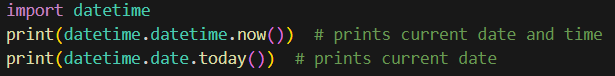 import datetime
print(datetime.datetime.now())  # prints current date and time
print(datetime.date.today())  # prints current date